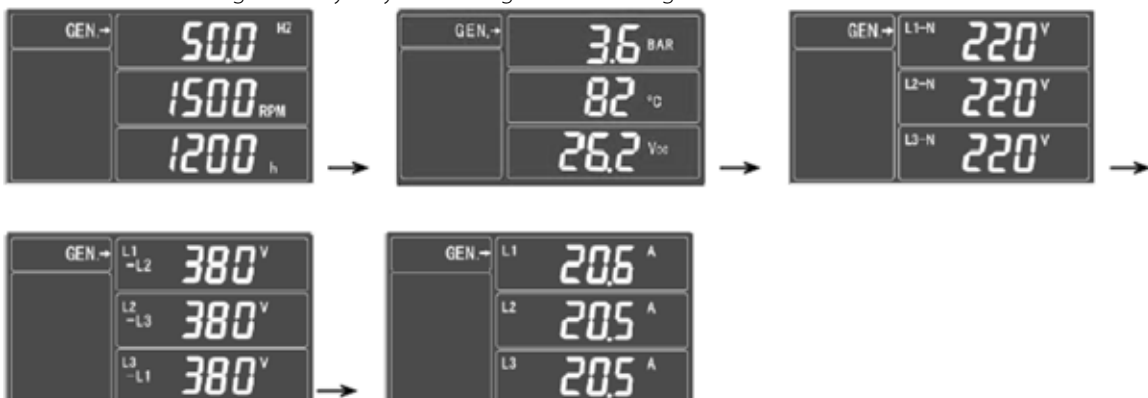 GEN.→ 50.0 HZ
1500 RPM
1200 h
GEN.→ 3.6 BAR
82 °C
26.2 VDC
GEN.→ L1-N 220 V
L2-N 220 V
L3-N 220 V
GEN.→ L1-L2 380 V
L2-L3 380 V
L3-L1 380 V
GEN.→ L1 20.6 A
L2 20.5 A
L3 20.5 A